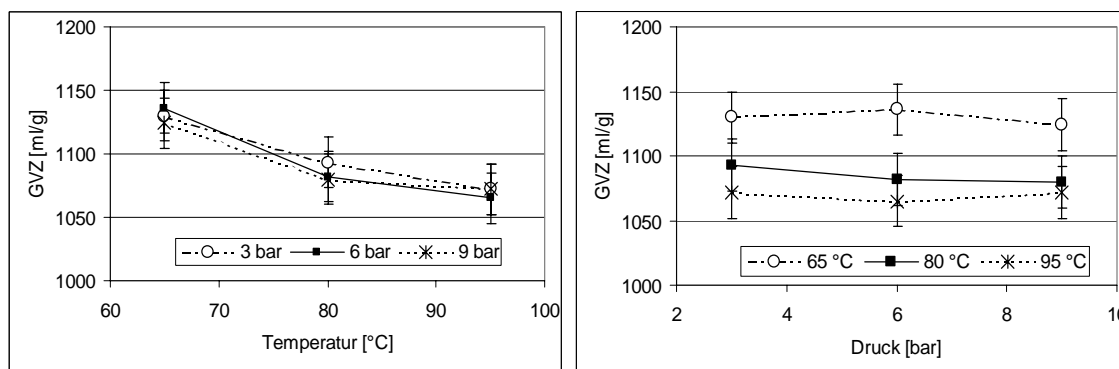 1200
1150
1100
1050
1000
GVZ [ml/g]
3 bar 6 bar 9 bar
60 70 80 90 100
Temperatur [°C]
1200
1150
1100
1050
1000
GVZ [ml/g]
65 °C 80 °C 95 °C
2 4 6 8 10
Druck [bar]